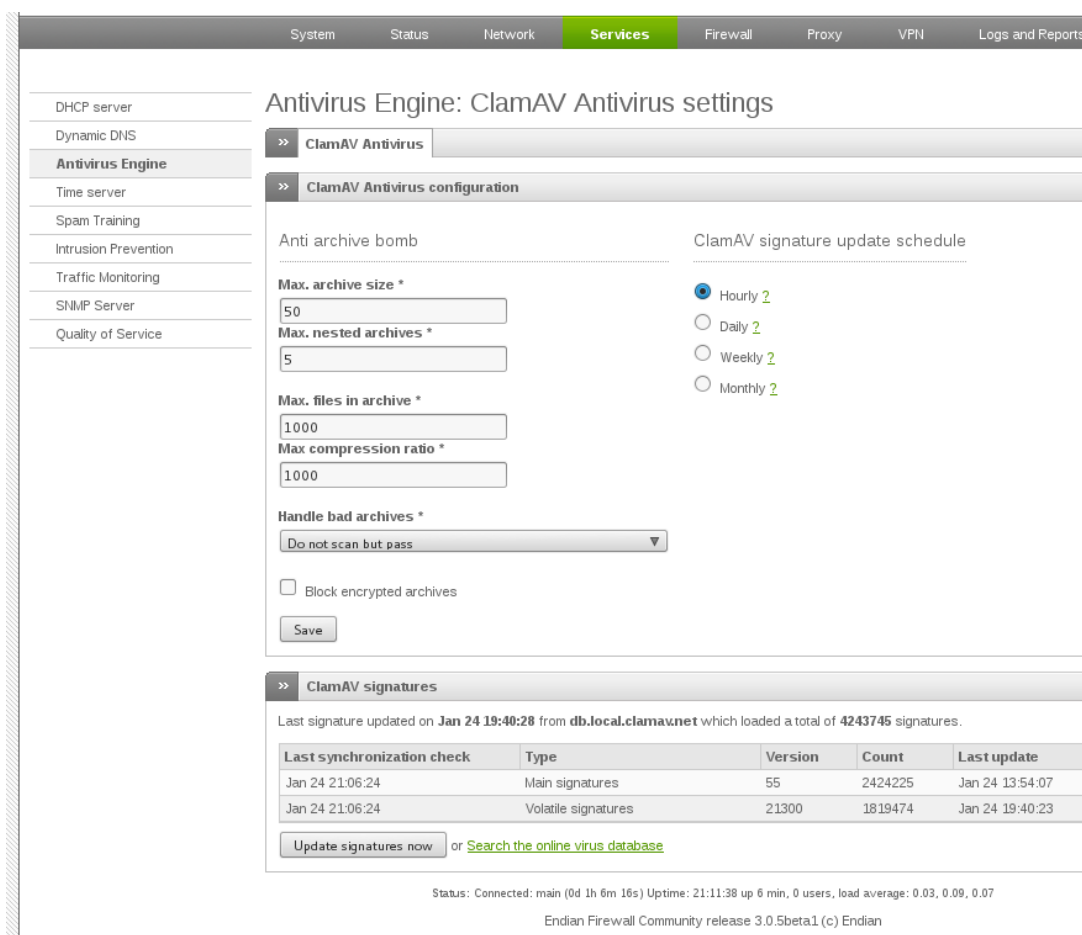 System Status Network Services Firewall Proxy VPN Logs and Reports
DHCP server
Dynamic DNS
Antivirus Engine
Time server
Spam Training
Intrusion Prevention
Traffic Monitoring
SNMP Server
Quality of Service
Antivirus Engine: ClamAV Antivirus settings
>> ClamAV Antivirus
>> ClamAV Antivirus configuration
Anti archive bomb
Max. archive size *
50
Max. nested archives *
5
Max. files in archive *
1000
Max compression ratio *
1000
Handle bad archives *
Do not scan but pass
Block encrypted archives
Save
ClamAV signature update schedule
Hourly ?
Daily ?
Weekly ?
Monthly ?
>> ClamAV signatures
Last signature updated on Jan 24 19:40:28 from db.local.clamav.net which loaded a total of 4243745 signatures.
Last synchronization check Type Version Count Last update
Jan 24 21:06:24 Main signatures 55 2424225 Jan 24 13:54:07
Jan 24 21:06:24 Volatile signatures 21300 1819474 Jan 24 19:40:23
Update signatures now or Search the online virus database
Status: Connected: main (0d 1h 6m 16s) Uptime: 21:11:38 up 6 min, 0 users, load average: 0.03, 0.09, 0.07
Endian Firewall Community release 3.0.5beta1 (c) Endian